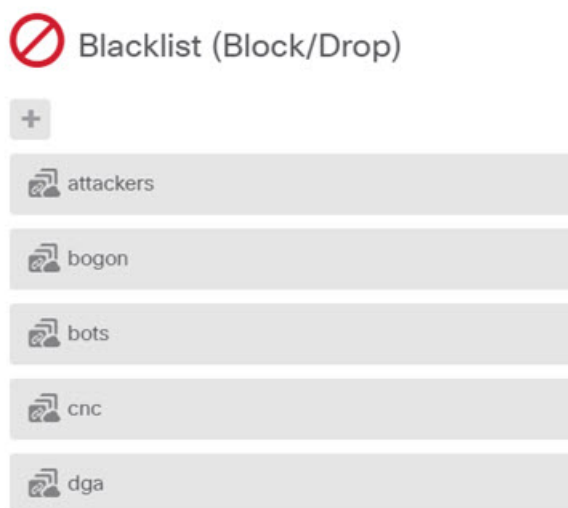 Blacklist (Block/Drop)
attackers
bogon
bots
cnc
dga